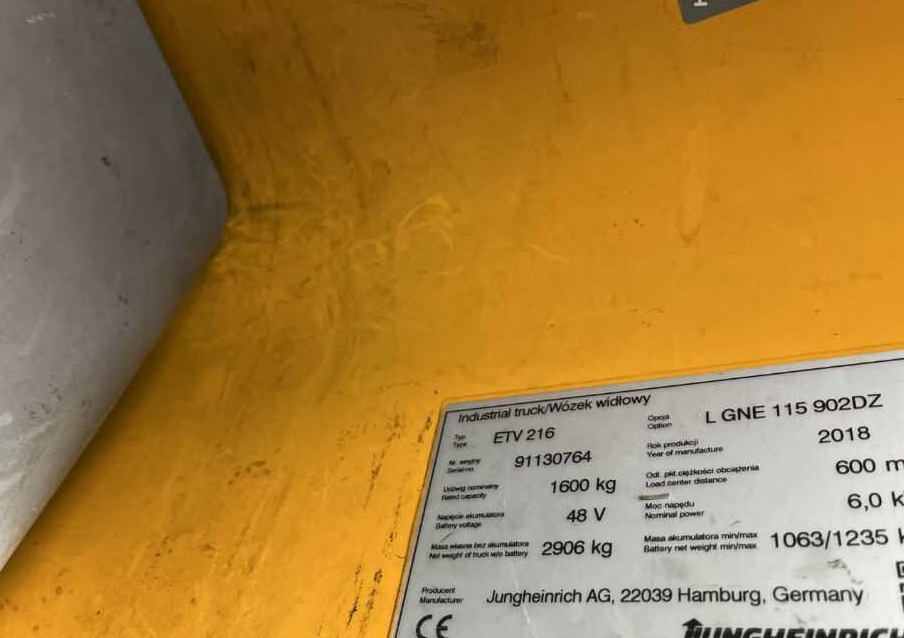 Industrial truck/Wózek widłowy
Typ
Type
ETV 216
Opcja
Option
L GNE 115 902DZ
Nr. seryjny
Serial-no.
91130764
Rok produkcji
Year of manufacture
2018
Udźwig nominalny
Rated capacity
1600 kg
Odl. pkt.ciężkości obciążenia
Load center distance
600 m
Napięcie akumulatora
Battery voltage
48 V
Moc napędu
Nominal power
6,0 k
Masa własna bez akumulatora
Net weight of truck w/o battery
2906 kg
Masa akumulatora min/max
Battery net weight min/max
1063/1235 k
Producent
Manufacturer
Jungheinrich AG, 22039 Hamburg, Germany
CE
JUNGHEINRICH